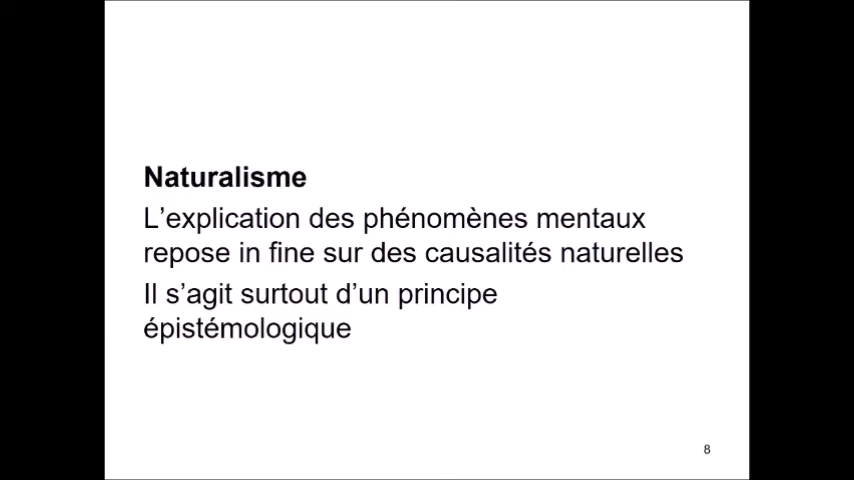 Naturalisme
L’explication des phénomènes mentaux
repose in fine sur des causalités naturelles
Il s’agit surtout d’un principe
épistémologique
8